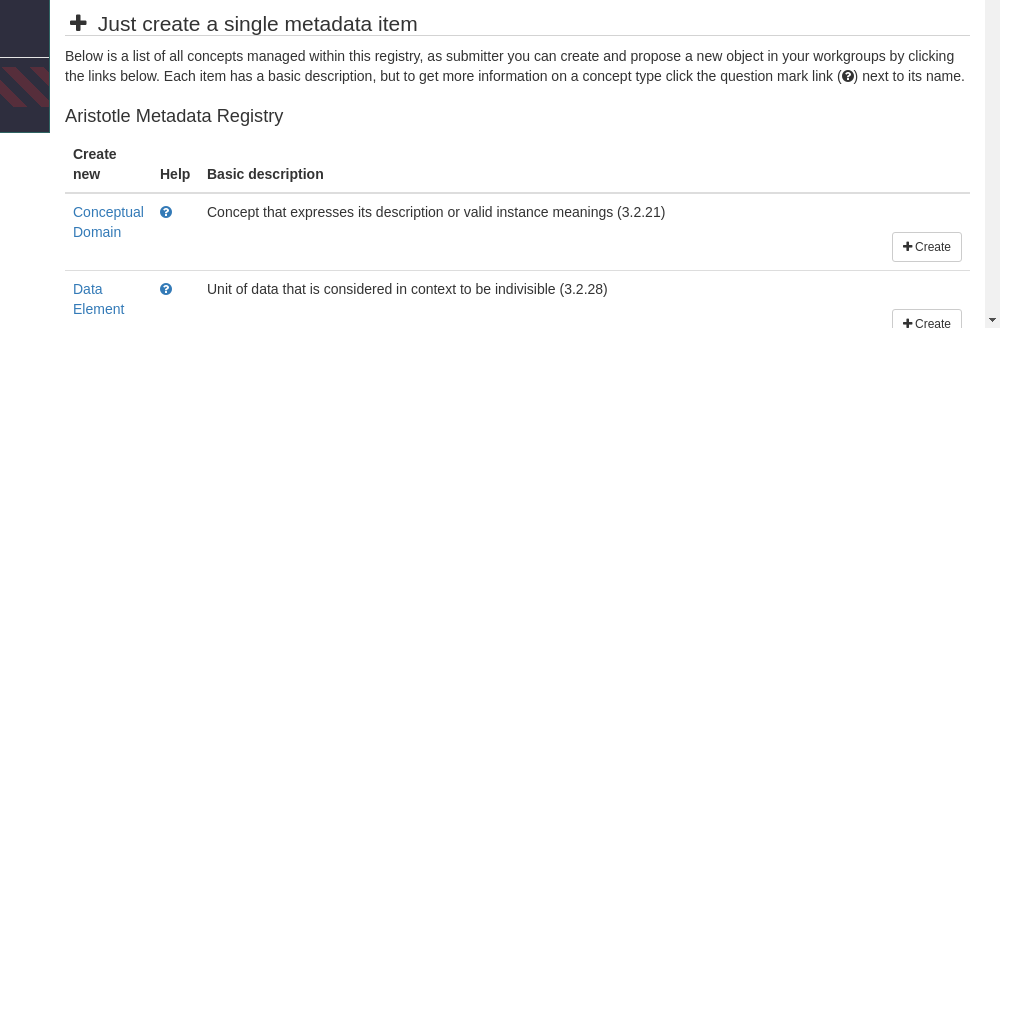 Just create a single metadata item
Below is a list of all concepts managed within this registry, as submitter you can create and propose a new object in your workgroups by clicking
the links below. Each item has a basic description, but to get more information on a concept type click the question mark link (?) next to its name.
Aristotle Metadata Registry
Create
new
Help
Basic description
Conceptual
Domain
?
Concept that expresses its description or valid instance meanings (3.2.21)
Create
Data
Element
?
Unit of data that is considered in context to be indivisible (3.2.28)
Create